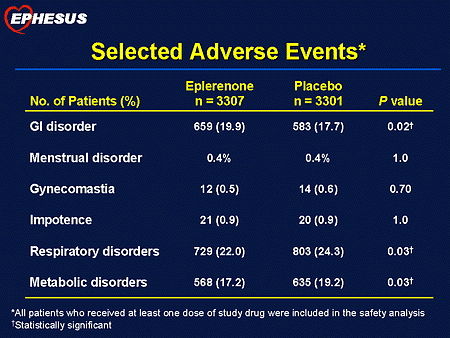 EPHESUS
Selected Adverse Events*
Eplerenone Placebo
No. of Patients (%) n = 3307 n = 3301 P value
GI disorder 659 (19.9) 583 (17.7) 0.02†
Menstrual disorder 0.4% 0.4% 1.0
Gynecomastia 12 (0.5) 14 (0.6) 0.70
Impotence 21 (0.9) 20 (0.9) 1.0
Respiratory disorders 729 (22.0) 803 (24.3) 0.03†
Metabolic disorders 568 (17.2) 635 (19.2) 0.03†
*All patients who received at least one dose of study drug were included in the safety analysis
†Statistically significant